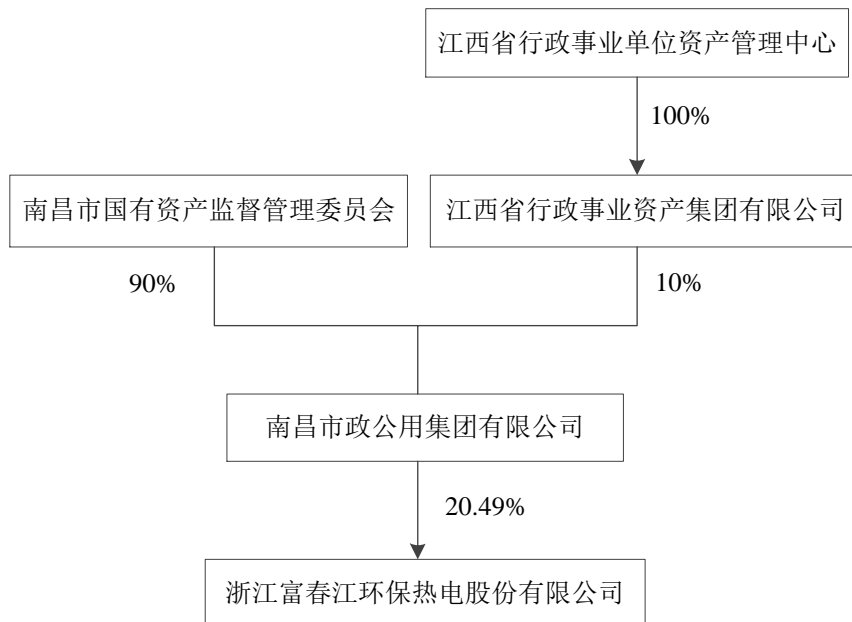 江西省行政事业单位资产管理中心
100%
南昌市国有资产监督管理委员会
江西省行政事业资产集团有限公司
90%
10%
南昌市政公用集团有限公司
20.49%
浙江富春江环保热电股份有限公司